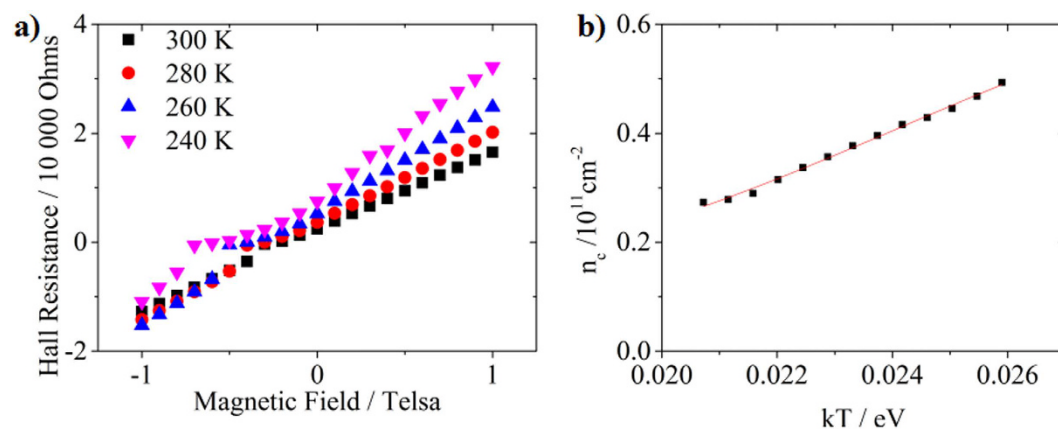 a)
Hall Resistance / 10 000 Ohms
4
2
0
-2
300 K
280 K
260 K
240 K
-1
0
1
Magnetic Field / Telsa
b)
n_c /10^11 cm^-2
0.6
0.4
0.2
0.0
0.020
0.022
0.024
0.026
kT / eV